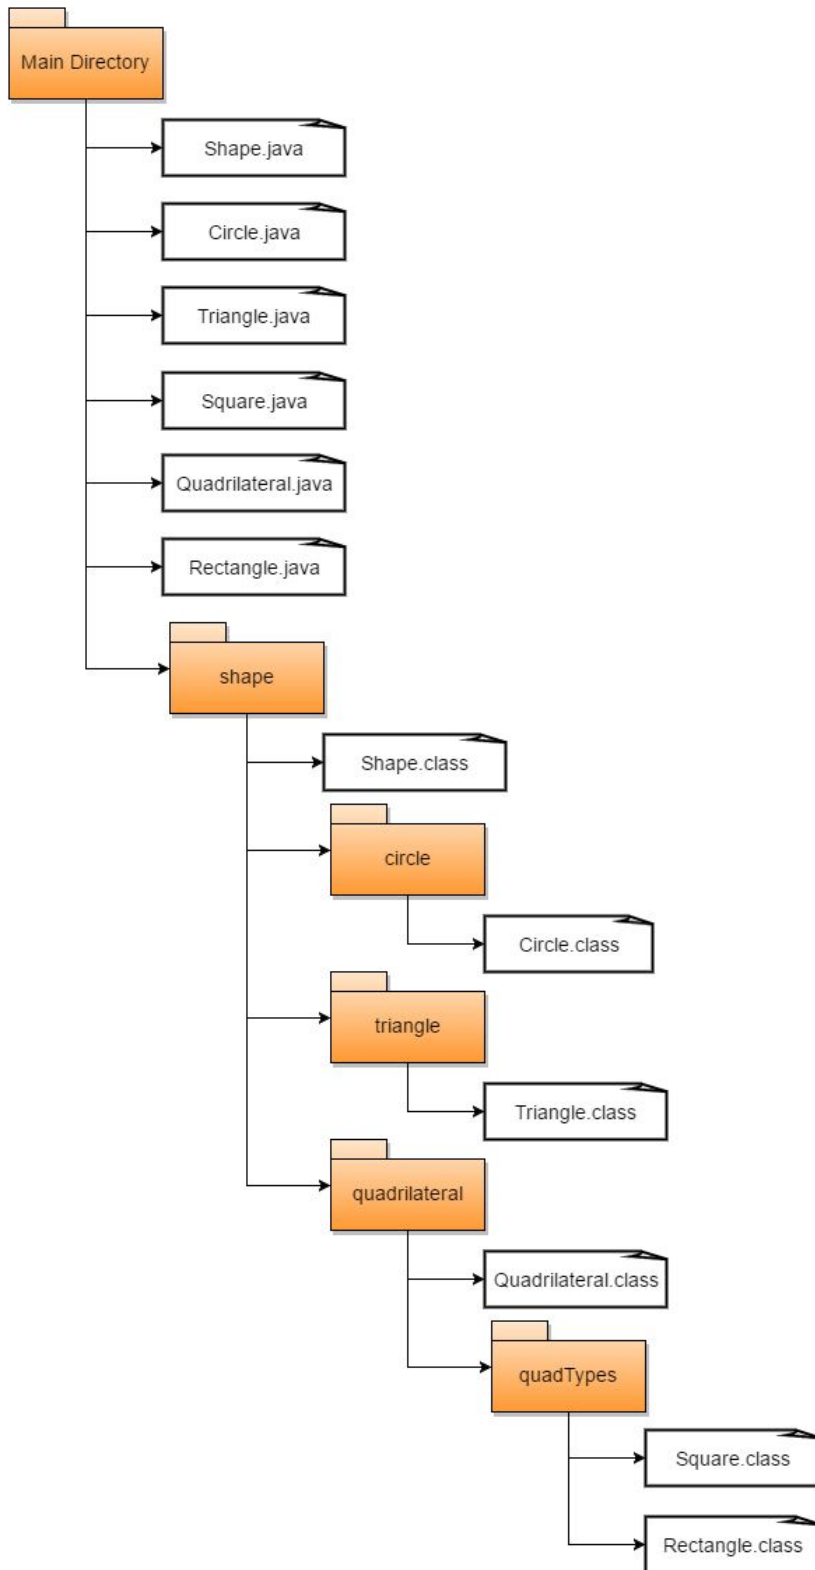 Main Directory
Shape.java
Circle.java
Triangle.java
Square.java
Quadrilateral.java
Rectangle.java
shape
Shape.class
circle
Circle.class
triangle
Triangle.class
quadrilateral
Quadrilateral.class
quadTypes
Square.class
Rectangle.class